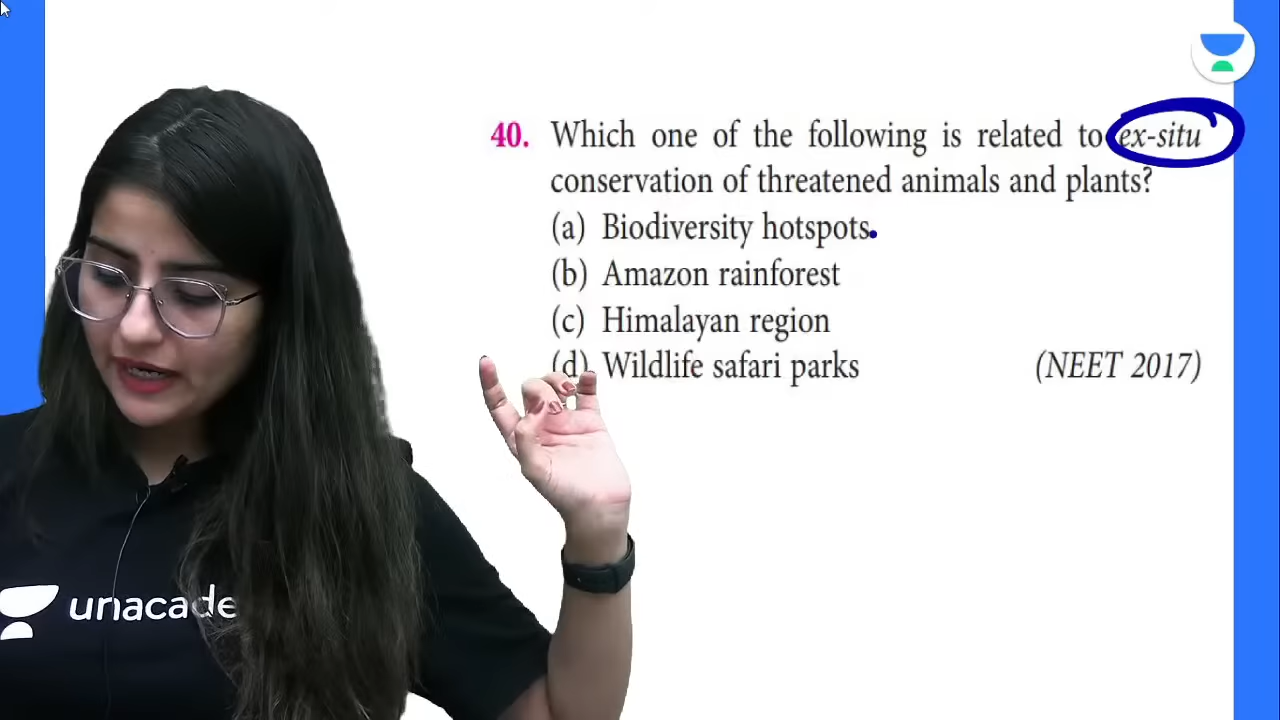 40. Which one of the following is related to ex-situ
conservation of threatened animals and plants?
(a) Biodiversity hotspots
(b) Amazon rainforest
(c) Himalayan region
(d) Wildlife safari parks (NEET 2017)
unacade